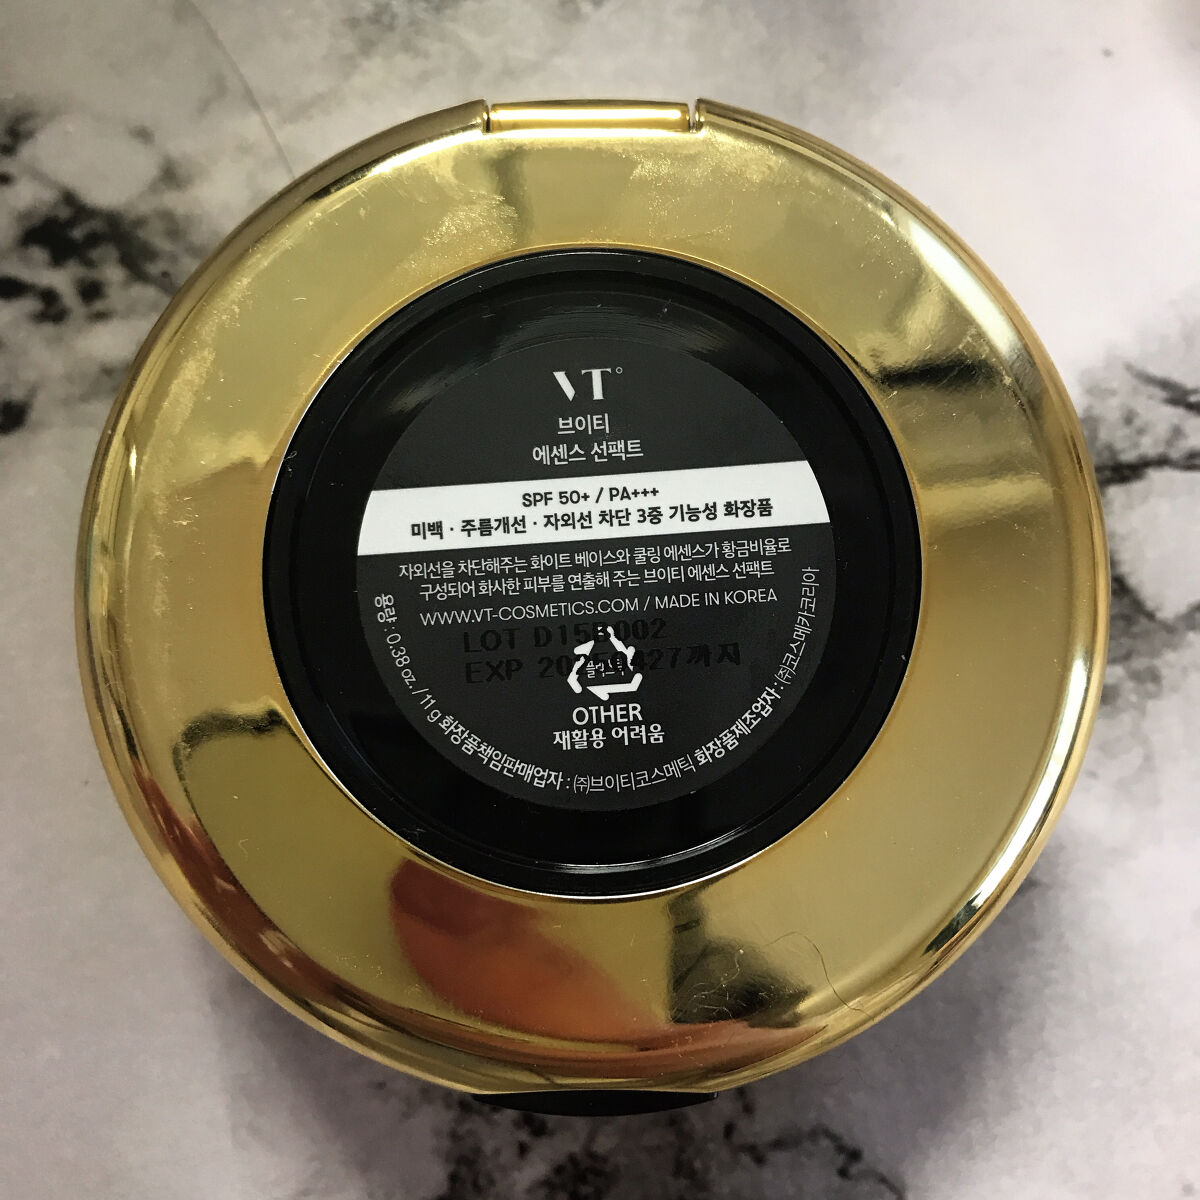 VT°
브이티
에센스 선팩트
SPF 50+ / PA+++
미백 · 주름개선 · 자외선 차단 3중 기능성 화장품
자외선을 차단해주는 화이트 베이스와 쿨링 에센스가 황금비율로
구성되어 화사한 피부를 연출해 주는 브이티 에센스 선팩트
WWW.VT-COSMETICS.COM / MADE IN KOREA
LOT D15B002
EXP
플라스틱
OTHER
재활용 어려움
용량 : 0.38 oz. / 11 g 화장품책임판매업자 : ㈜브이티코스메틱 화장품제조업자 : ㈜코스메카코리아